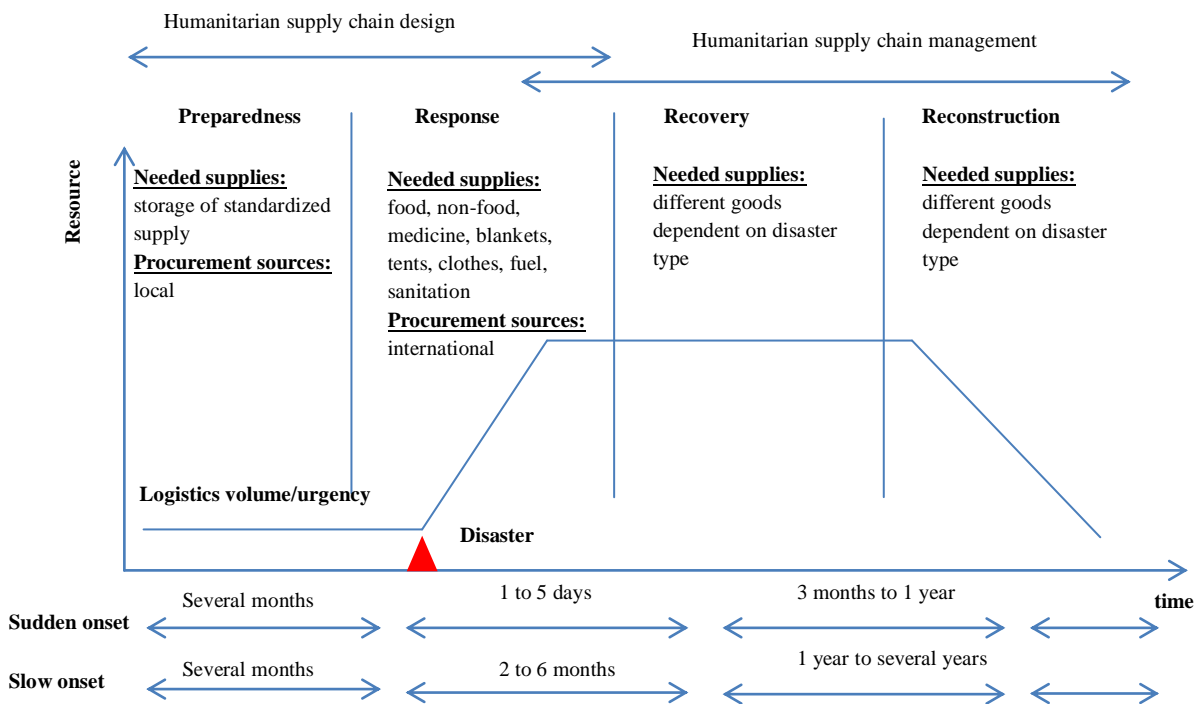 Humanitarian supply chain design
Humanitarian supply chain management
Preparedness
Response
Recovery
Reconstruction
Resource
Needed supplies:
storage of standardized
supply
Procurement sources:
local
Needed supplies:
food, non-food,
medicine, blankets,
tents, clothes, fuel,
sanitation
Procurement sources:
international
Needed supplies:
different goods
dependent on disaster
type
Needed supplies:
different goods
dependent on disaster
type
Logistics volume/urgency
Disaster
time
Sudden onset
Several months
1 to 5 days
3 months to 1 year
Slow onset
Several months
2 to 6 months
1 year to several years